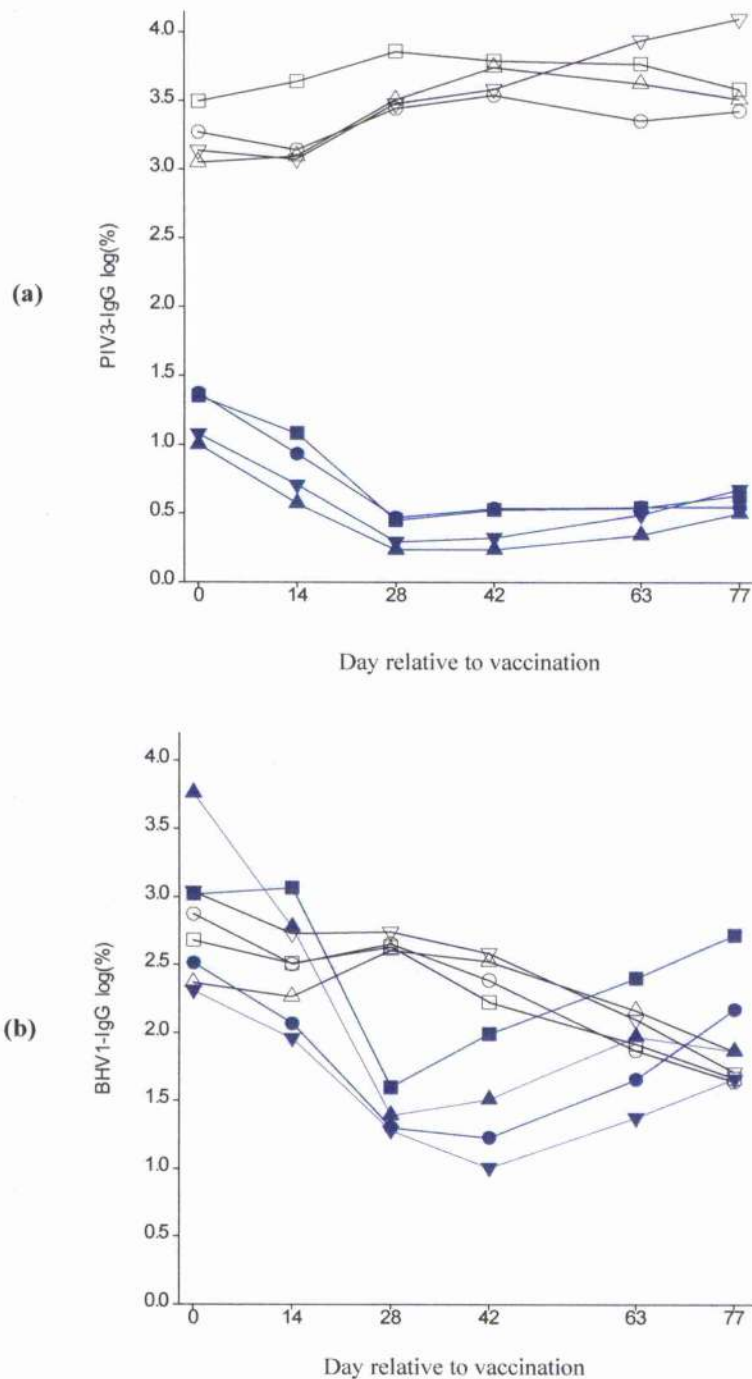 (a)
PIV3-IgG log(%)
4.0
3.5
3.0
2.5
2.0
1.5
1.0
0.5
0.0
0 14 28 42 63 77
Day relative to vaccination
(b)
BHV1-IgG log(%)
4.0
3.5
3.0
2.5
2.0
1.5
1.0
0.5
0.0
0 14 28 42 63 77
Day relative to vaccination